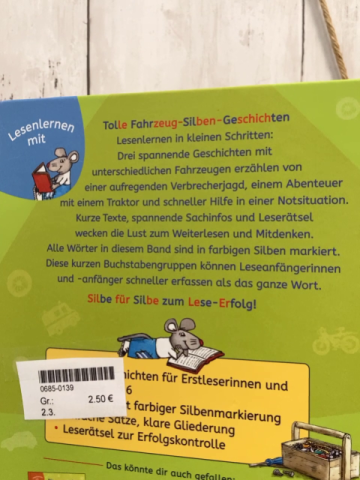 Lesenlernen
mit
Tolle Fahrzeug-Silben-Geschichten
Lesenlernen in kleinen Schritten:
Drei spannende Geschichten mit
unterschiedlichen Fahrzeugen erzählen von
einer aufregenden Verbrecherjagd, einem Abenteuer
mit einem Traktor und schneller Hilfe in einer Notsituation.
Kurze Texte, spannende Sachinfos und Leserätsel
wecken die Lust zum Weiterlesen und Mitdenken.
Alle Wörter in diesem Band sind in farbigen Silben markiert.
Diese kurzen Buchstabengruppen können Leseanfängerinnen
und -anfänger schneller erfassen als das ganze Wort.
Silbe für Silbe zum Lese-Erfolg!
chichten für Erstleserinnen und
6
t farbiger Silbenmarkierung
ache Sätze, klare Gliederung
• Leserätsel zur Erfolgskontrolle
0685-0139
Gr.: 2.50 €
2.3.
Das könnte dir auch gefallen: